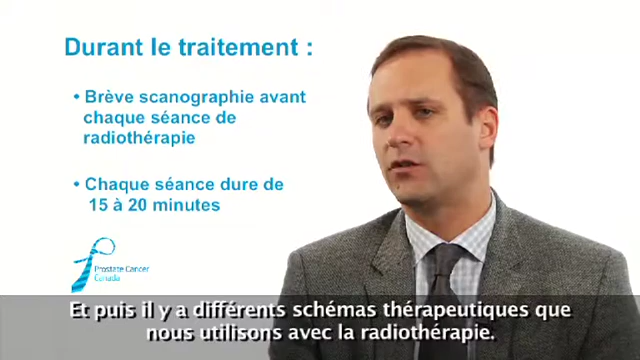 Durant le traitement :
• Brève scanographie avant
chaque séance de
radiothérapie
• Chaque séance dure de
15 à 20 minutes
Prostate Cancer
Canada
Et puis il y a différents schémas thérapeutiques que
nous utilisons avec la radiothérapie.